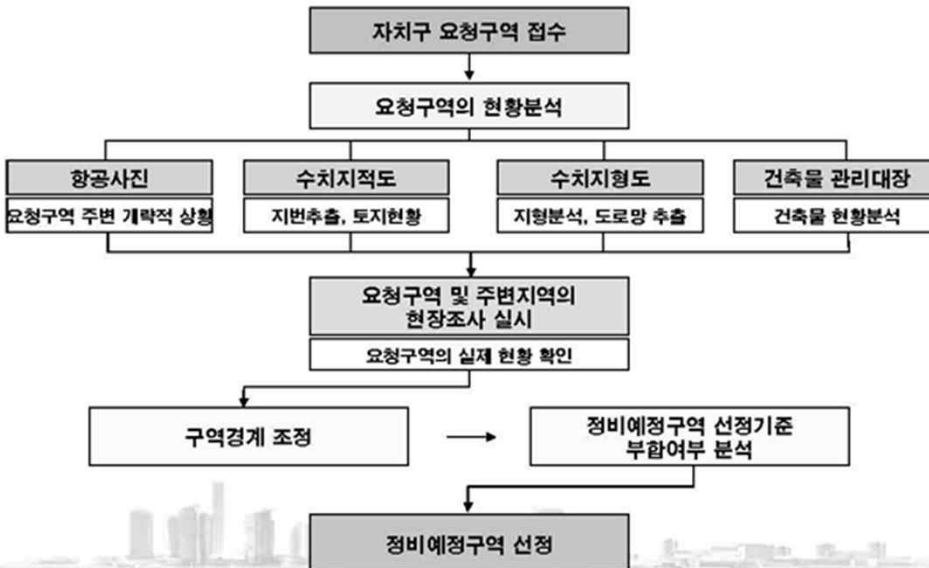 자치구 요청구역 접수
요청구역의 현황분석
항공사진
요청구역 주변 개략적 상황
수치지적도
지번추출, 토지현황
수치지형도
지형분석, 도로망 추출
건축물 관리대장
건축물 현황분석
요청구역 및 주변지역의
현장조사 실시
요청구역의 실제 현황 확인
구역경계 조정
정비예정구역 선정기준
부합여부 분석
정비예정구역 선정